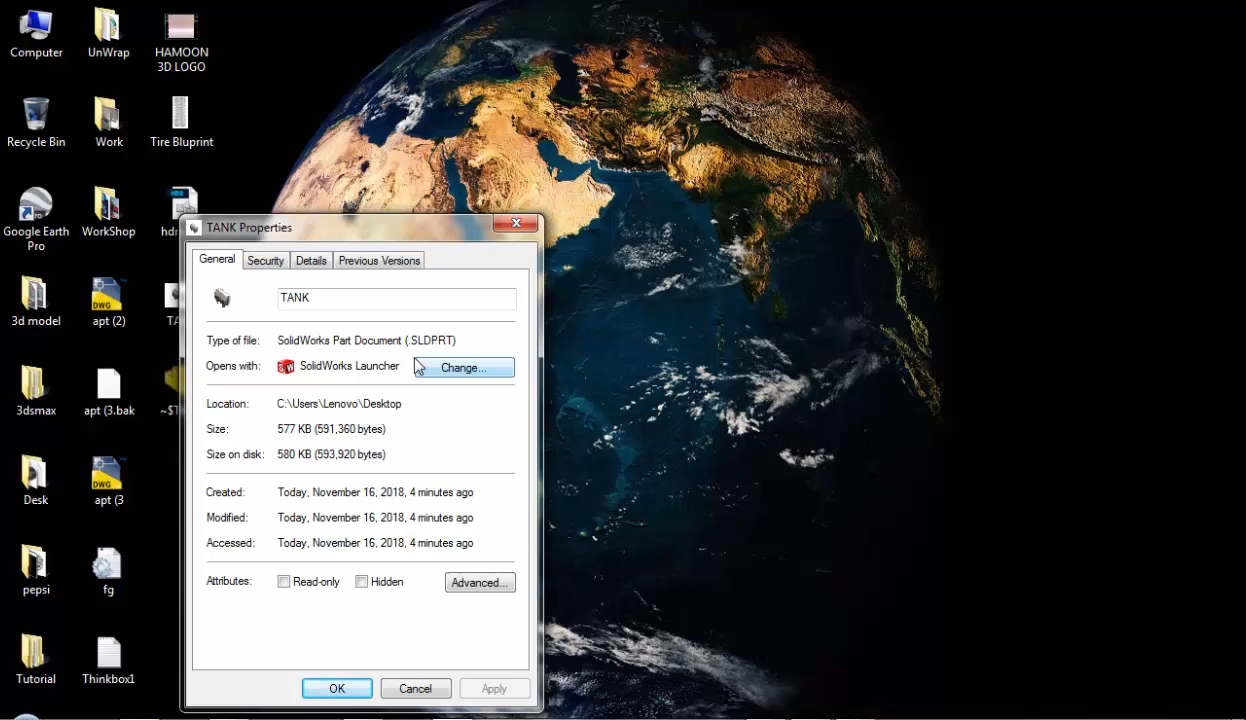 Computer
UnWrap
HAMOON
3D LOGO
Recycle Bin
Work
Tire Bluprint
Google Earth
Pro
WorkShop
3d model
apt (2)
3dsmax
apt (3.bak
Desk
apt (3
pepsi
fg
Tutorial
Thinkbox1
TANK Properties
General
Security
Details
Previous Versions
TANK
Type of file: SolidWorks Part Document (.SLDPRT)
Opens with: SolidWorks Launcher Change...
Location: C:\Users\Lenovo\Desktop
Size: 577 KB (591,360 bytes)
Size on disk: 580 KB (593,920 bytes)
Created: Today, November 16, 2018, 4 minutes ago
Modified: Today, November 16, 2018, 4 minutes ago
Accessed: Today, November 16, 2018, 4 minutes ago
Attributes: Read-only Hidden Advanced...
OK Cancel Apply